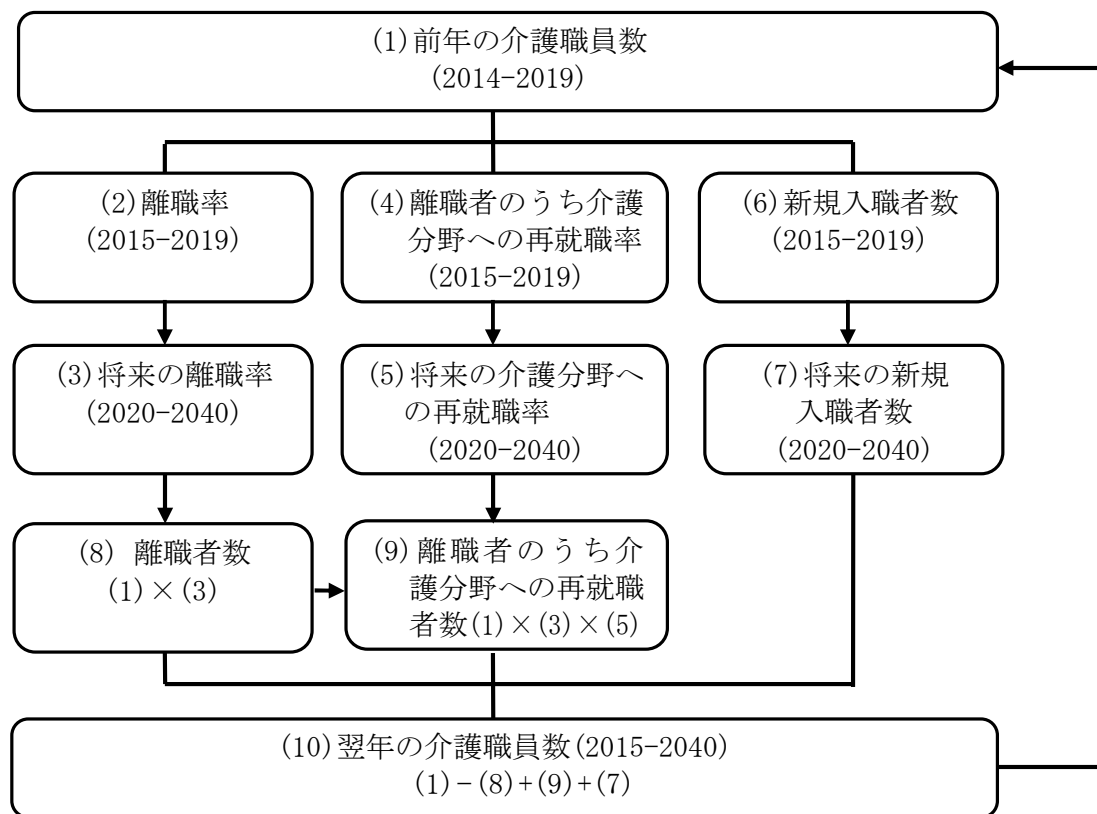 (1)前年の介護職員数
(2014-2019)
(2)離職率
(2015-2019)
(4)離職者のうち介護
分野への再就職率
(2015-2019)
(6)新規入職者数
(2015-2019)
(3)将来の離職率
(2020-2040)
(5)将来の介護分野へ
の再就職率
(2020-2040)
(7)将来の新規
入職者数
(2020-2040)
(8) 離職者数
(1)×(3)
(9)離職者のうち介
護分野への再就職
者数(1)×(3)×(5)
(10)翌年の介護職員数(2015-2040)
(1)-(8)+(9)+(7)